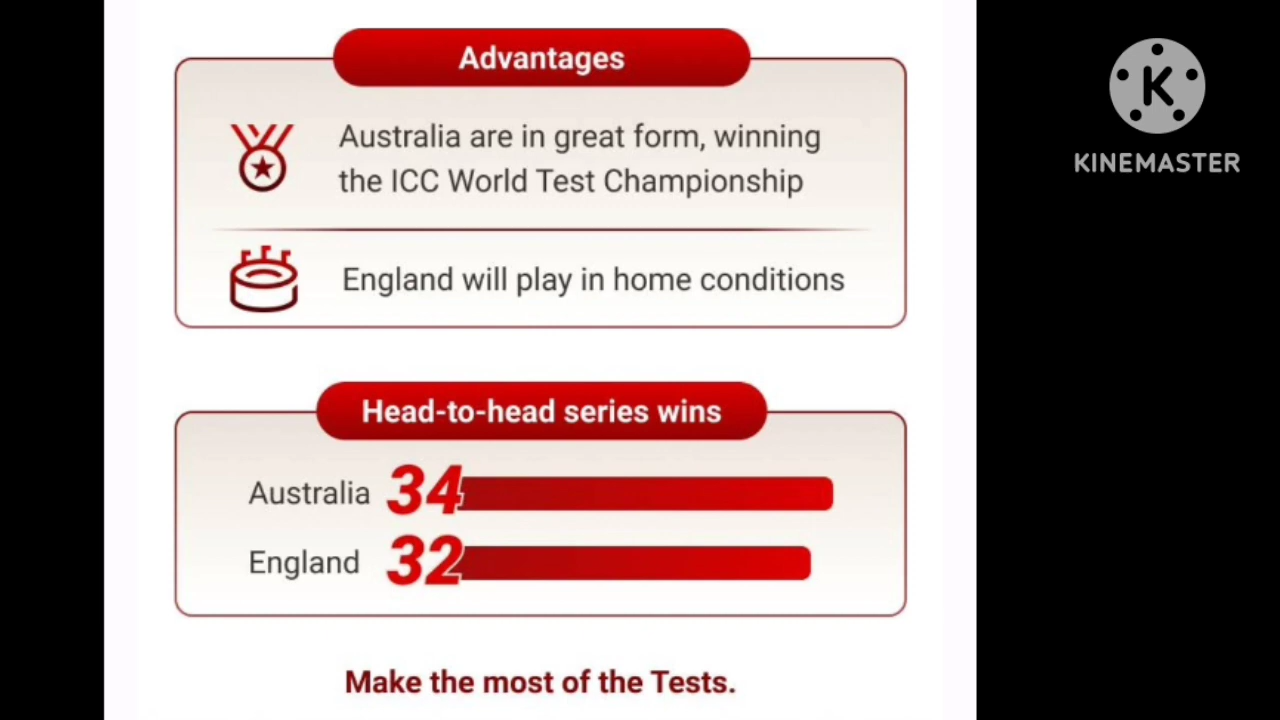 Advantages
Australia are in great form, winning
the ICC World Test Championship
England will play in home conditions
Head-to-head series wins
Australia 34
England 32
Make the most of the Tests.
K
KINEMASTER